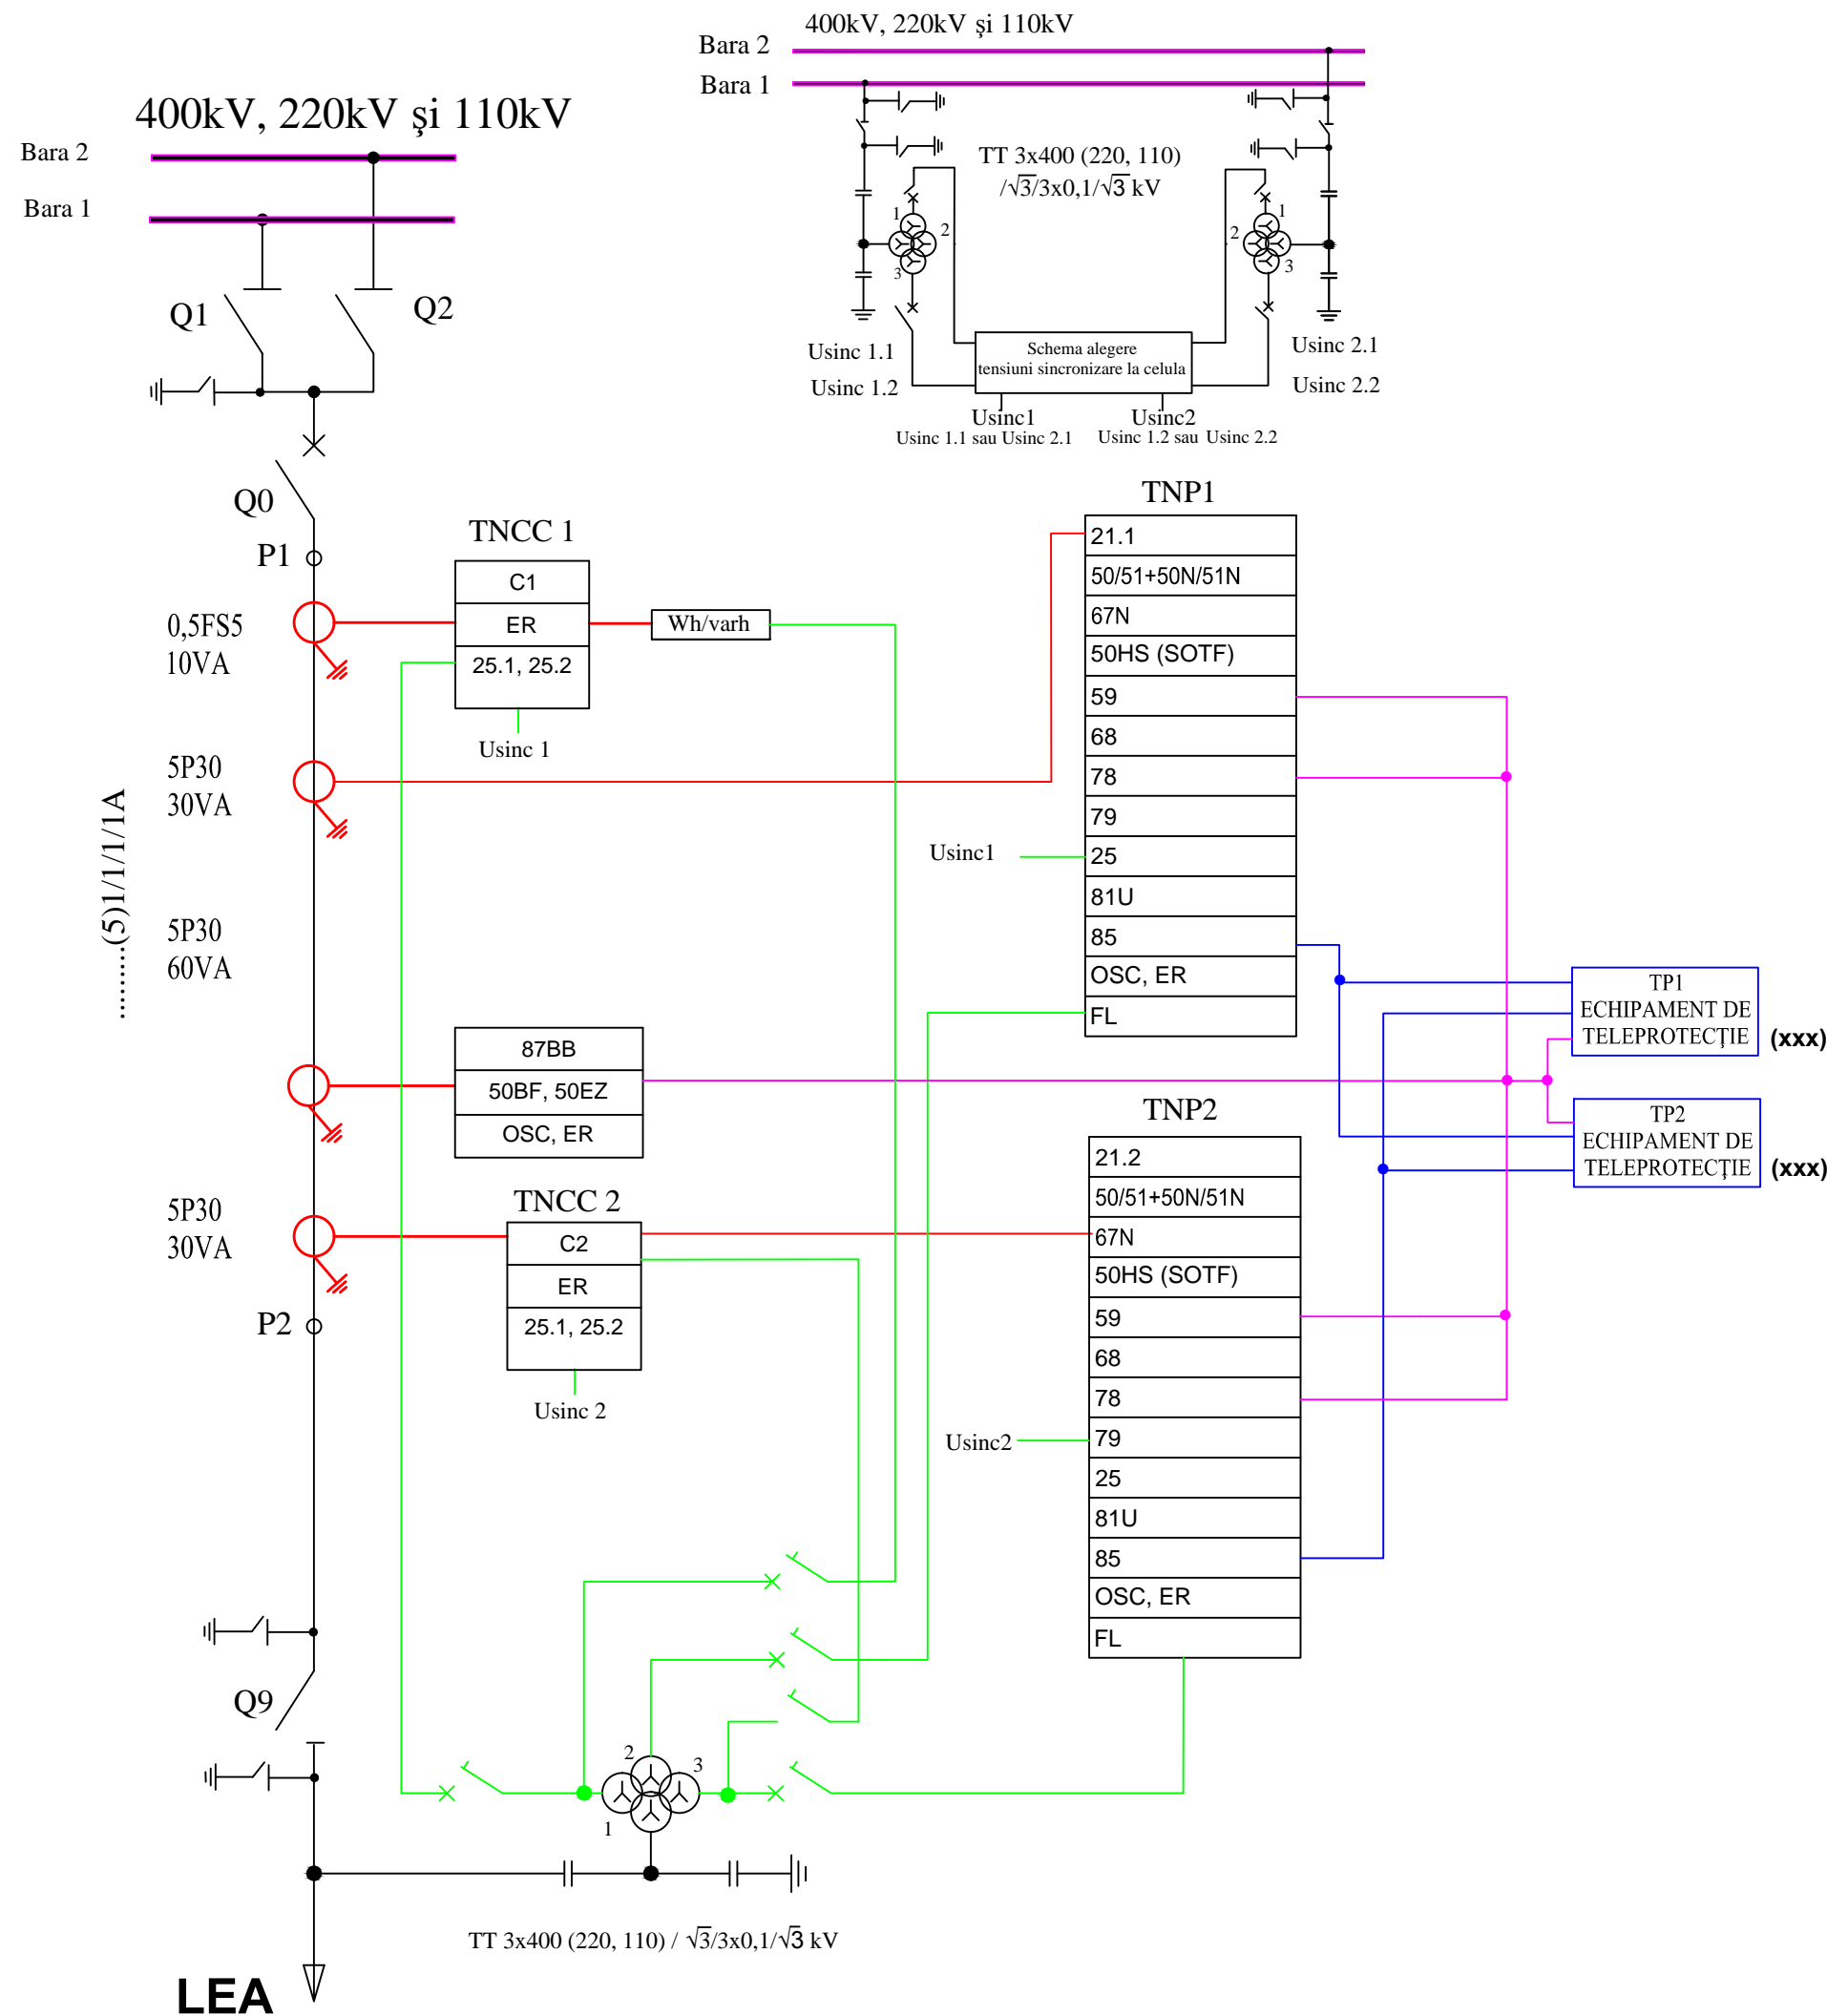 400kV, 220kV şi 110kV
Bara 2
Bara 1
400kV, 220kV şi 110kV
Bara 2
Bara 1
TT 3x400 (220, 110)
/√3/3x0,1/√3 kV
1
2
3
1
2
3
Q1
Q2
Usinc 1.1
Usinc 1.2
Schema alegere
tensiuni sincronizare la celula
Usinc 2.1
Usinc 2.2
Usinc1
Usinc 1.1 sau Usinc 2.1
Usinc2
Usinc 1.2 sau Usinc 2.2
Q0
P1
0,5FS5
10VA
TNCC 1
C1
ER
25.1, 25.2
Usinc 1
Wh/varh
5P30
30VA
.........(5)1/1/1/1/1A
5P30
60VA
TNP1
21.1
50/51+50N/51N
67N
50HS (SOTF)
59
68
78
79
Usinc1
25
81U
85
OSC, ER
FL
TP1
ECHIPAMENT DE
TELEPROTECŢIE
(xxx)
87BB
50BF, 50EZ
OSC, ER
TP2
ECHIPAMENT DE
TELEPROTECŢIE
(xxx)
5P30
30VA
TNCC 2
C2
ER
25.1, 25.2
Usinc 2
P2
TNP2
21.2
50/51+50N/51N
67N
50HS (SOTF)
59
68
78
Usinc2
79
25
81U
85
OSC, ER
FL
Q9
2
3
1
TT 3x400 (220, 110) / √3/3x0,1/√3 kV
LEA